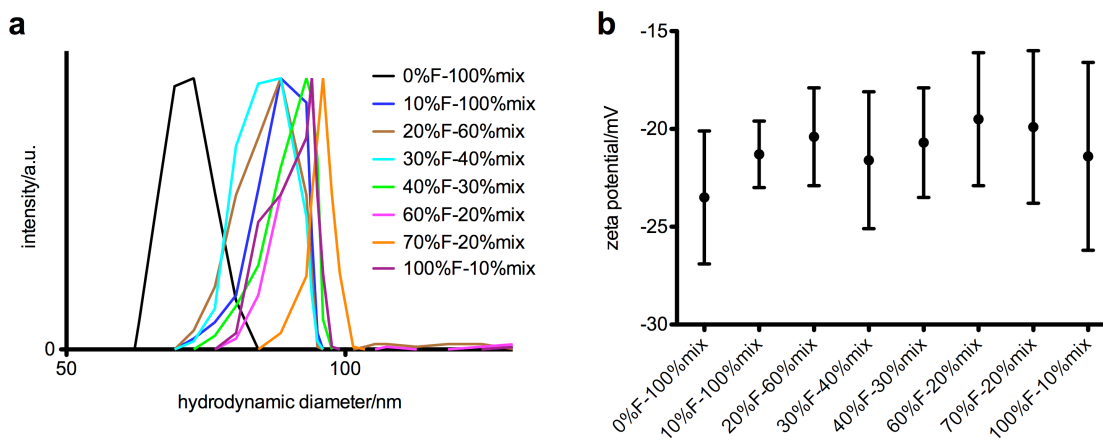 a
intensity/a.u.
0
50
100
hydrodynamic diameter/nm
0%F-100%mix
10%F-100%mix
20%F-60%mix
30%F-40%mix
40%F-30%mix
60%F-20%mix
70%F-20%mix
100%F-10%mix
b
zeta potential/mV
-15
-20
-25
-30
0%F-100%mix
10%F-100%mix
20%F-60%mix
30%F-40%mix
40%F-30%mix
60%F-20%mix
70%F-20%mix
100%F-10%mix